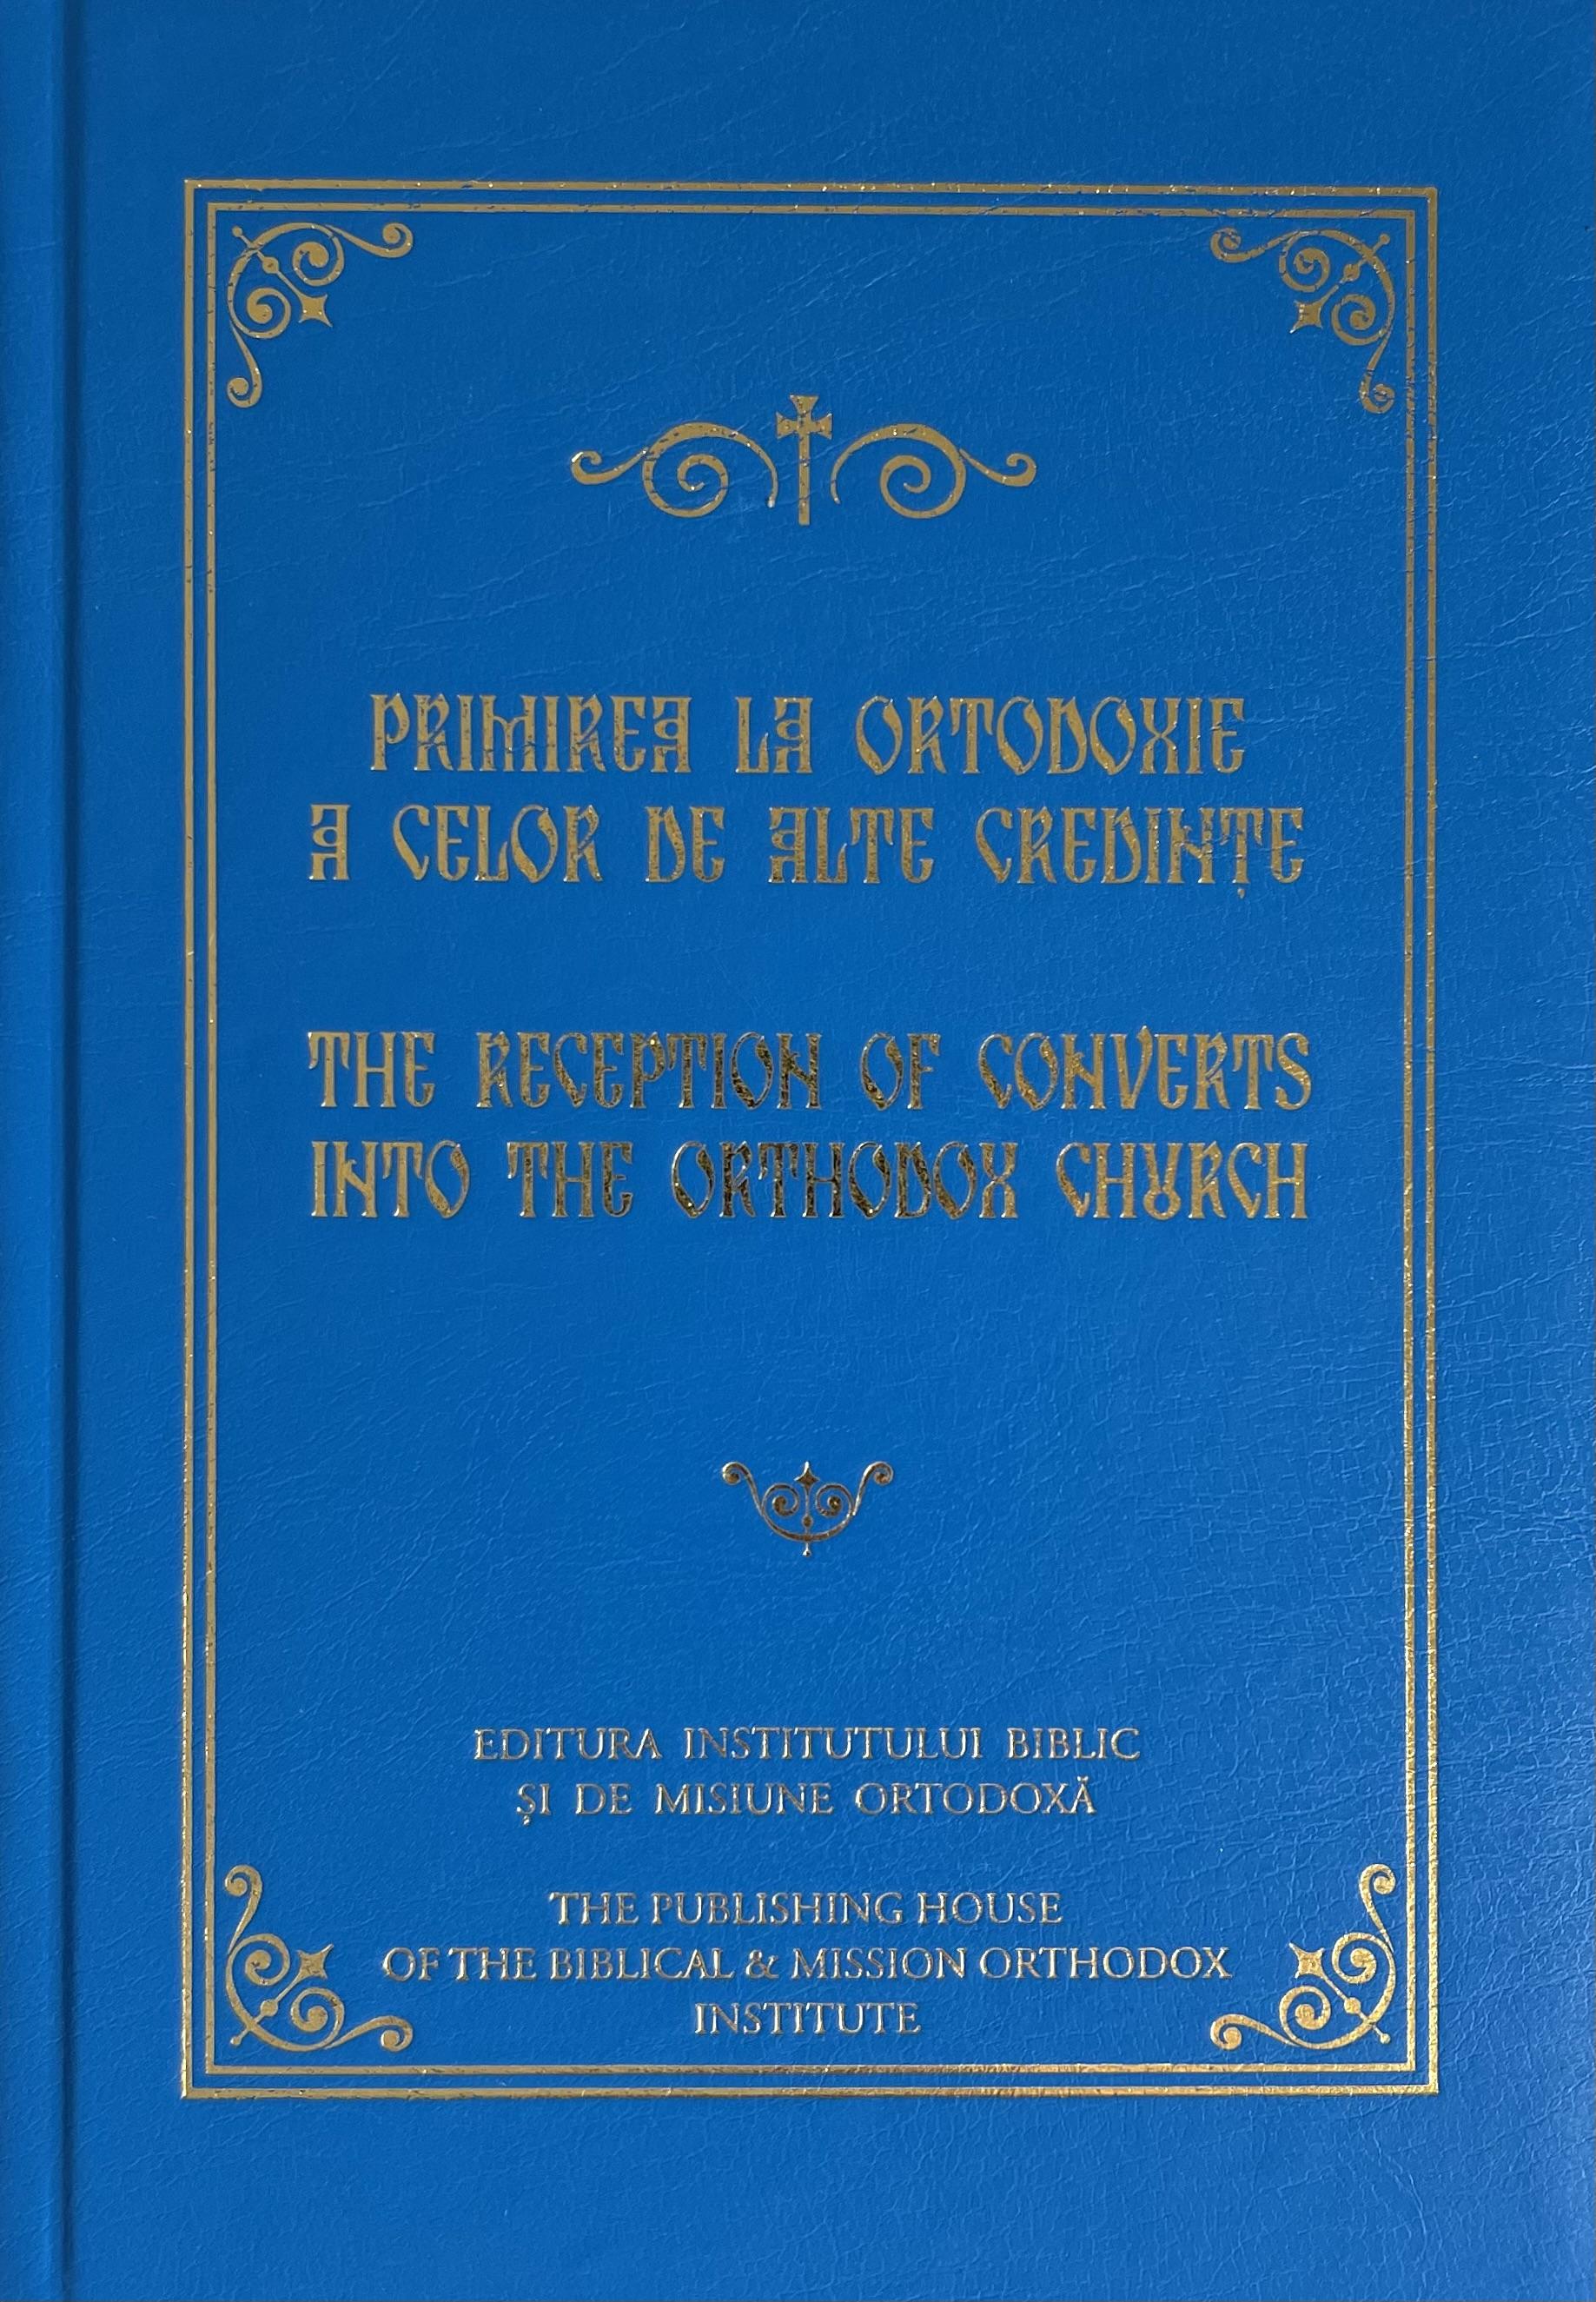 PRIMIREA LA ORTODOXIE
A CELOR DE ALTE CREDINȚE
THE RECEPTION OF CONVERTS
INTO THE ORTHODOX CHURCH
EDITURA INSTITUTULUI BIBLIC
ȘI DE MISIUNE ORTODOXĂ
THE PUBLISHING HOUSE
OF THE BIBLICAL & MISSION ORTHODOX
INSTITUTE